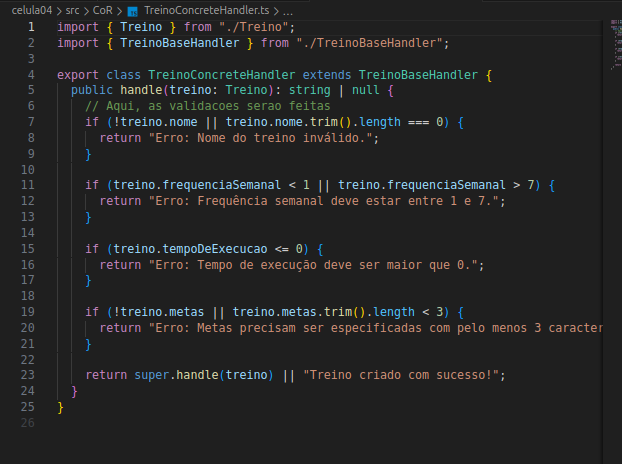 celula04 > src > CoR > TreinoConcreteHandler.ts > ...
1 import { Treino } from "./Treino";
2 import { TreinoBaseHandler } from "./TreinoBaseHandler";
3
4 export class TreinoConcreteHandler extends TreinoBaseHandler {
5 public handle(treino: Treino): string | null {
6 // Aqui, as validacoes serao feitas
7 if (!treino.nome || treino.nome.trim().length === 0) {
8 return "Erro: Nome do treino inválido.";
9 }
10
11 if (treino.frequenciaSemanal < 1 || treino.frequenciaSemanal > 7) {
12 return "Erro: Frequência semanal deve estar entre 1 e 7.";
13 }
14
15 if (treino.tempoDeExecucao <= 0) {
16 return "Erro: Tempo de execução deve ser maior que 0.";
17 }
18
19 if (!treino.metas || treino.metas.trim().length < 3) {
20 return "Erro: Metas precisam ser especificadas com pelo menos 3 caracter
21 }
22
23 return super.handle(treino) || "Treino criado com sucesso!";
24 }
25 }
26